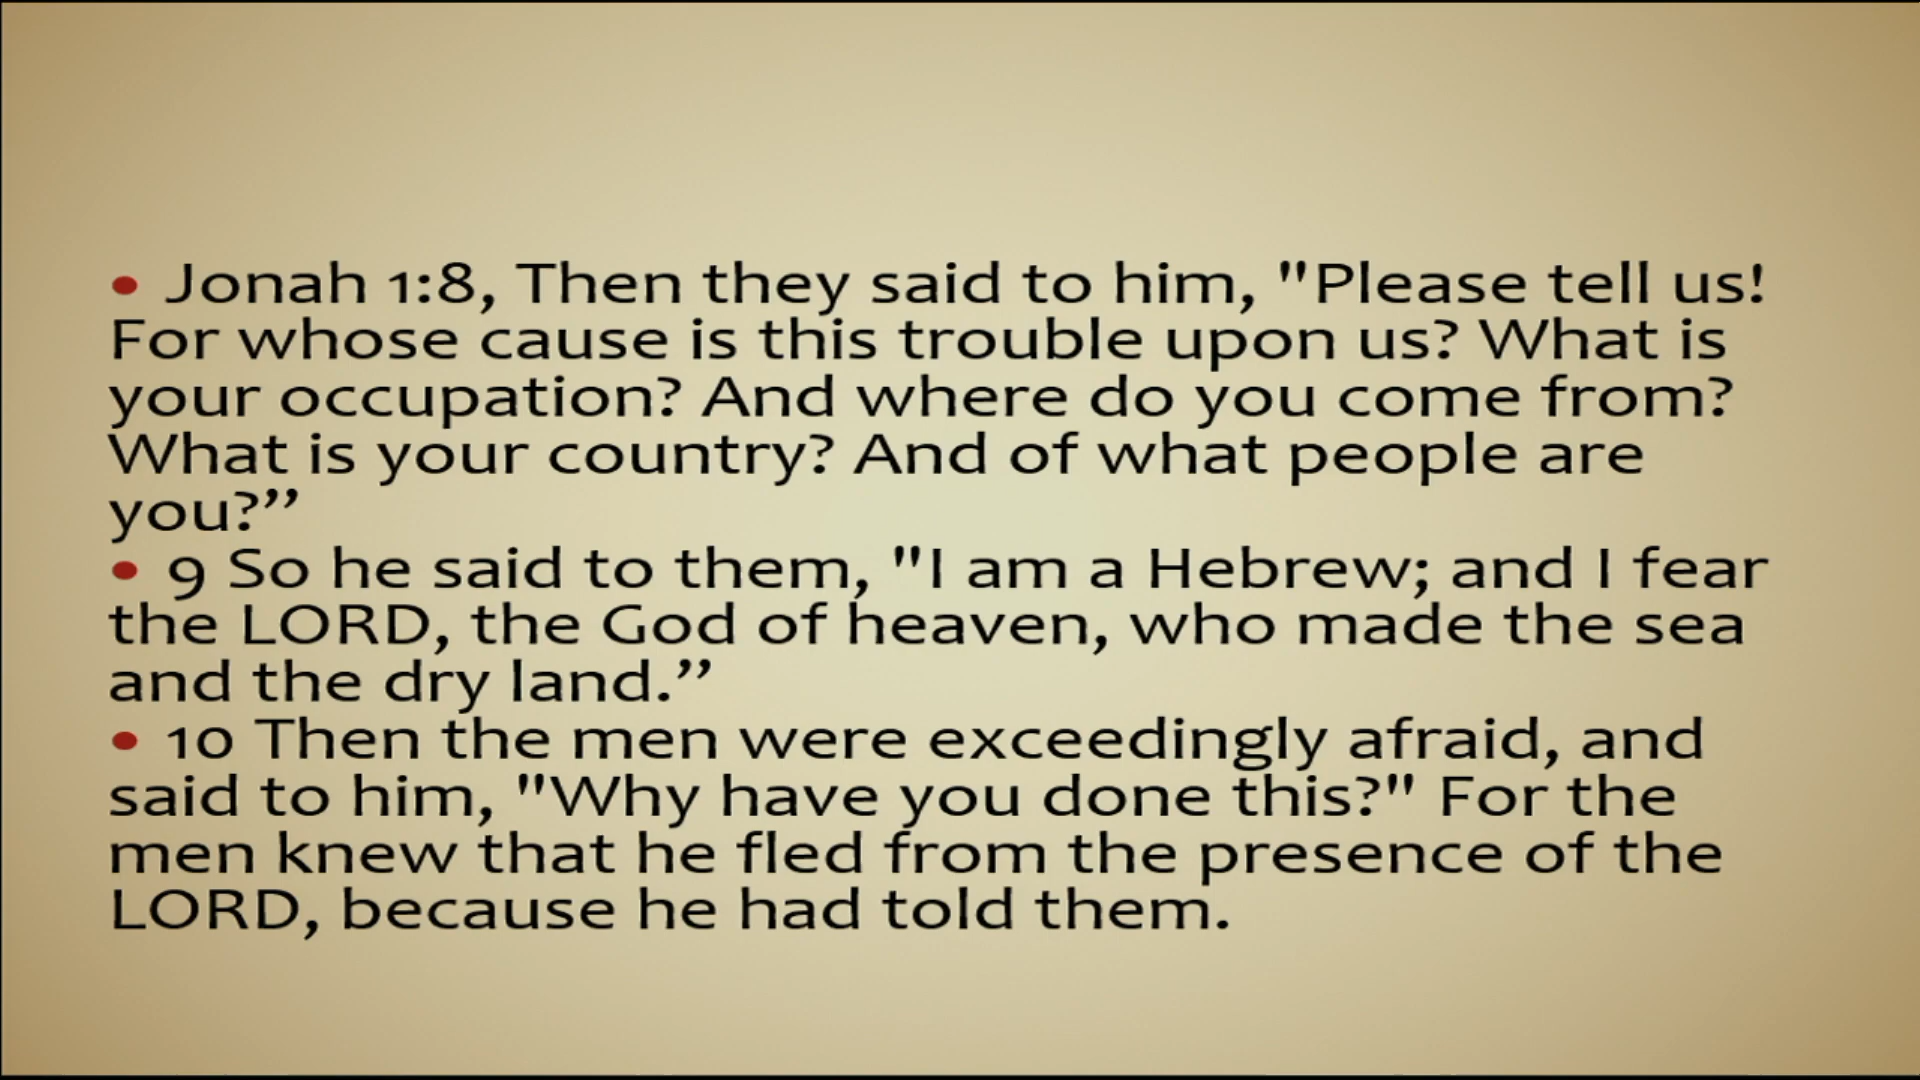 • Jonah 1:8, Then they said to him, "Please tell us!
For whose cause is this trouble upon us? What is
your occupation? And where do you come from?
What is your country? And of what people are
you?”
• 9 So he said to them, "I am a Hebrew; and I fear
the LORD, the God of heaven, who made the sea
and the dry land.”
• 10 Then the men were exceedingly afraid, and
said to him, "Why have you done this?" For the
men knew that he fled from the presence of the
LORD, because he had told them.